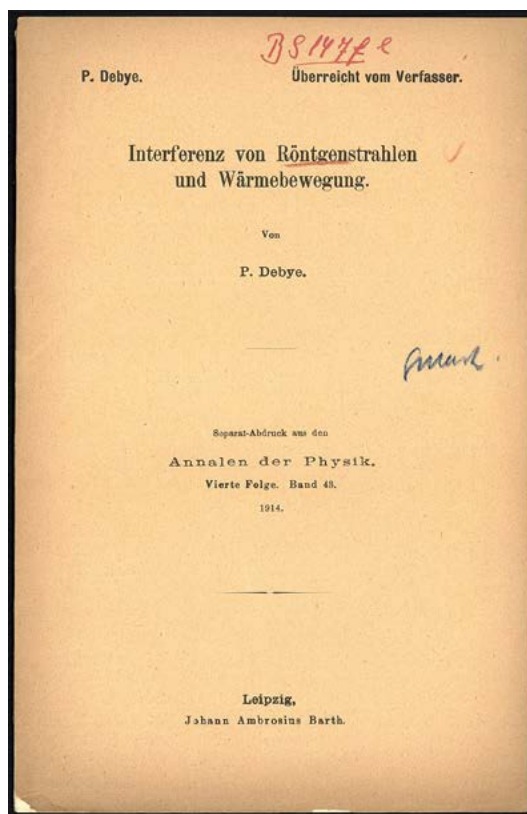 P. Debye. Überreicht vom Verfasser.
Interferenz von Röntgenstrahlen
und Wärmebewegung.
Von
P. Debye.
Separat-Abdruck aus den
Annalen der Physik.
Vierte Folge. Band 43.
1914.
Leipzig,
Johann Ambrosius Barth.